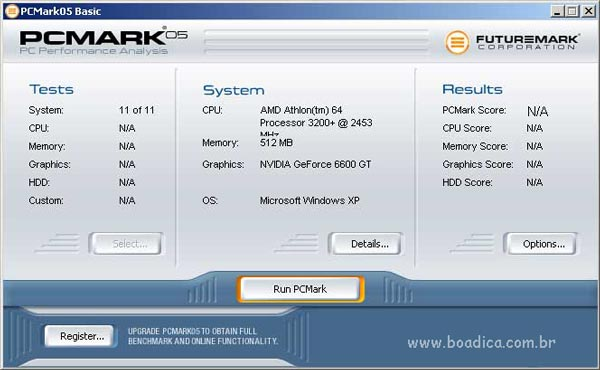 PCMark05 Basic
PCMARK®05
PC Performance Analysis
FUTUREMARK®
CORPORATION
Tests
System: 11 of 11
CPU: N/A
Memory: N/A
Graphics: N/A
HDD: N/A
Custom: N/A
Select...
System
CPU: AMD Athlon(tm) 64
Processor 3200+ @ 2453
MHz
Memory: 512 MB
Graphics: NVIDIA GeForce 6600 GT
OS: Microsoft Windows XP
Details...
Results
PCMark Score: N/A
CPU Score: N/A
Memory Score: N/A
Graphics Score: N/A
HDD Score: N/A
Options...
Run PCMark
Register...
UPGRADE PCMARK05 TO OBTAIN FULL
BENCHMARK AND ONLINE FUNCTIONALITY.
www.boadica.com.br